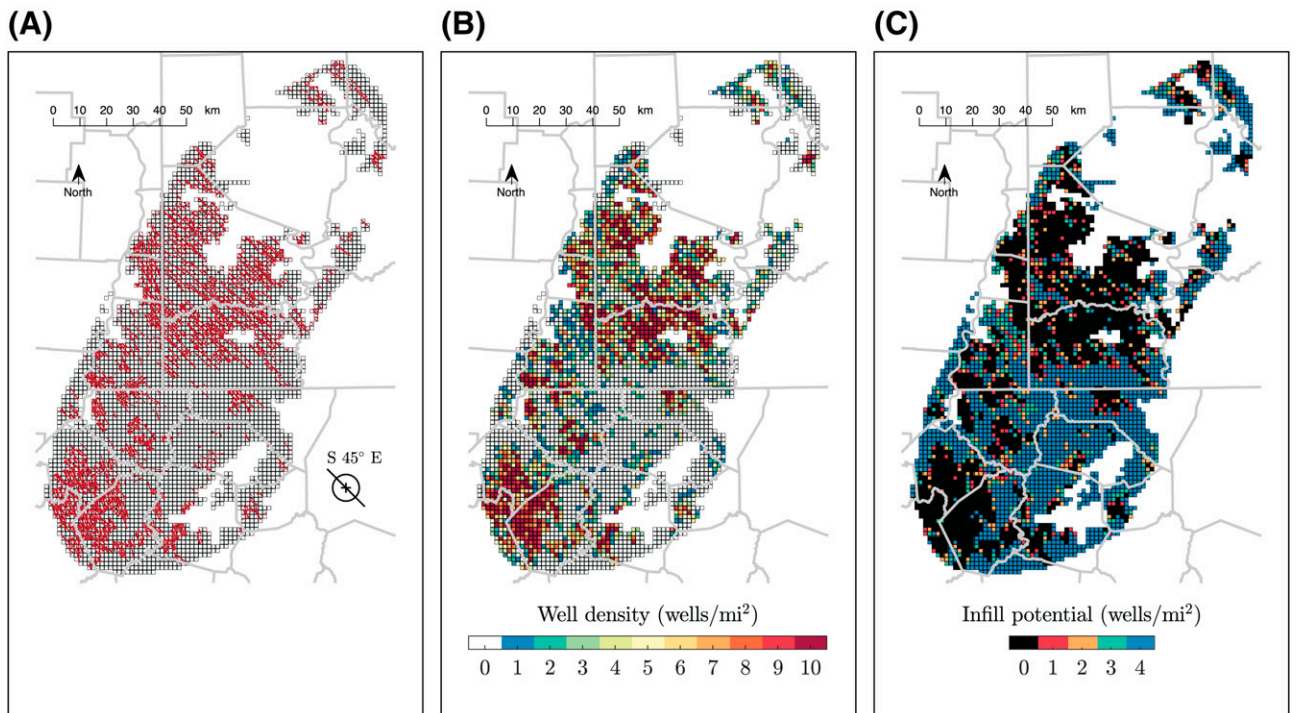 (A)
0 10 20 30 40 50 km
North
S 45° E
(B)
0 10 20 30 40 50 km
North
Well density (wells/mi²)
0 1 2 3 4 5 6 7 8 9 10
(C)
0 10 20 30 40 50 km
North
Infill potential (wells/mi²)
0 1 2 3 4